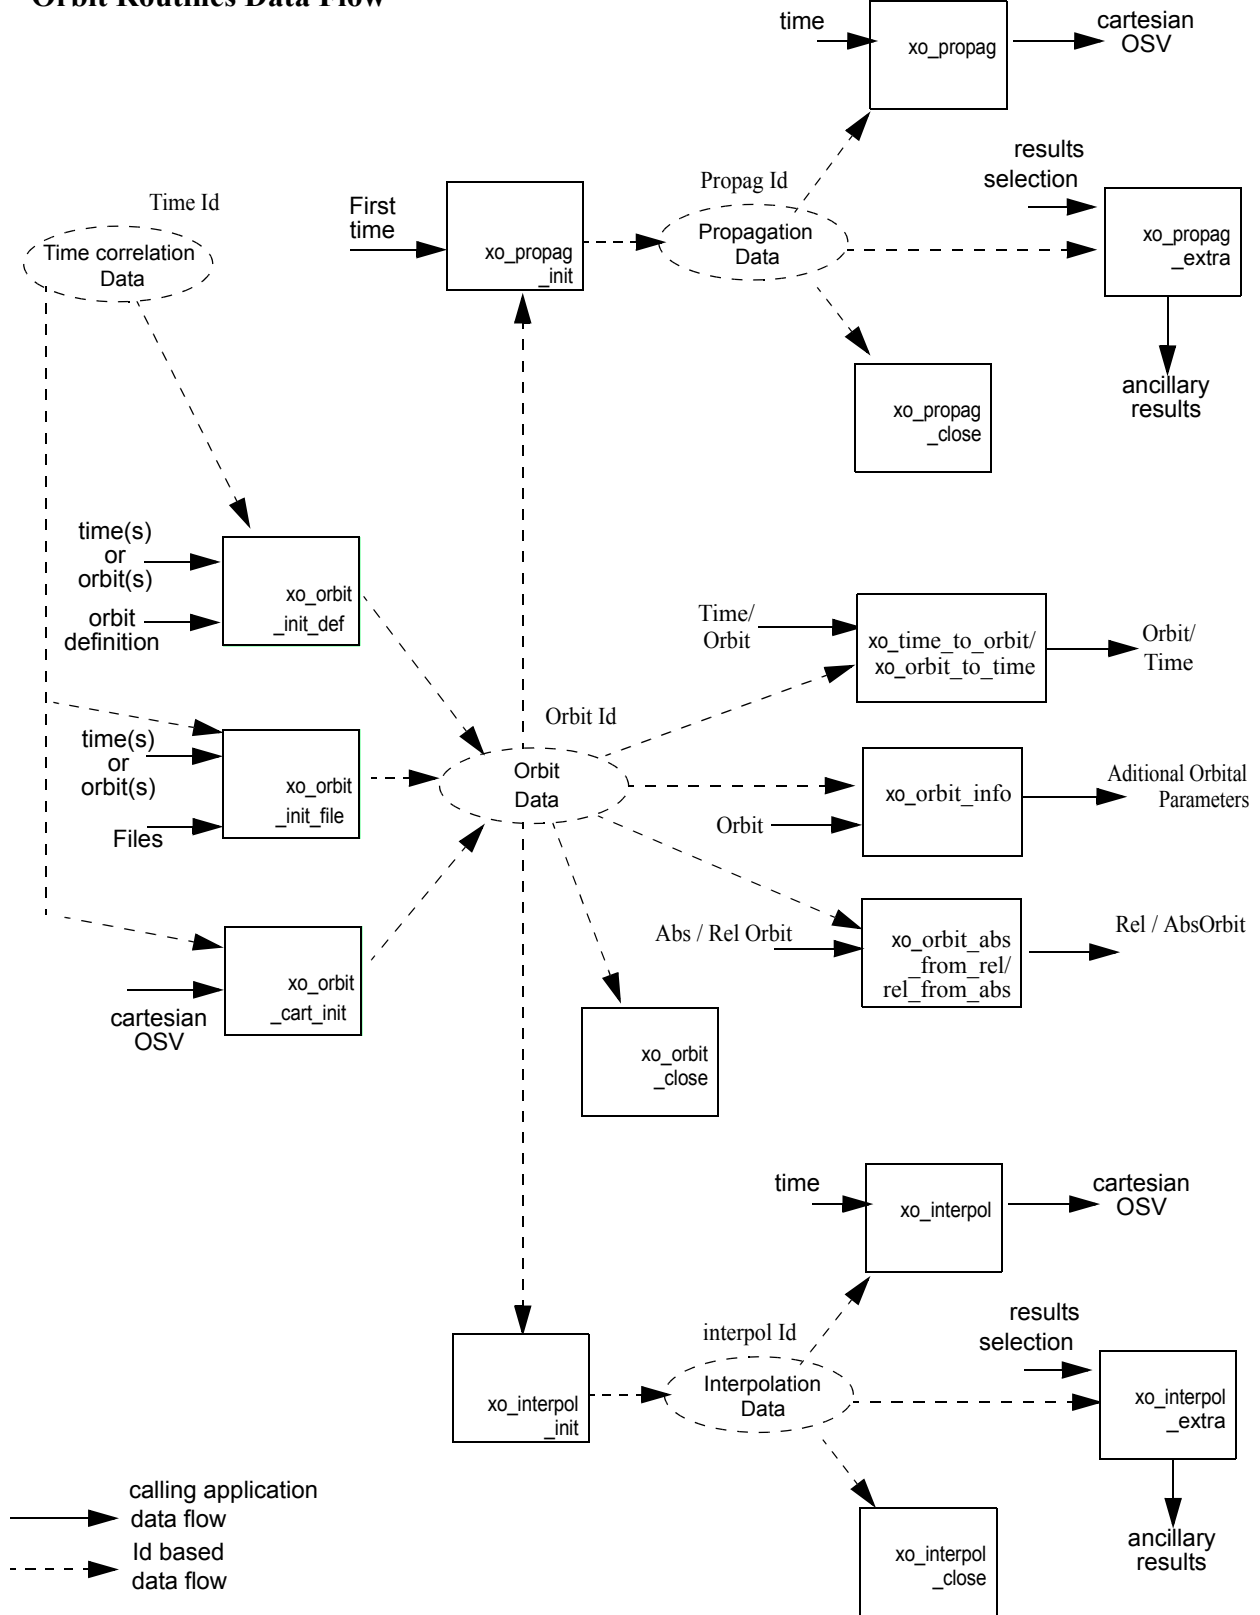 Orbit Routines Data Flow
time
xo_propag
cartesian
OSV
results
selection
Propag Id
Time Id
First
time
xo_propag
_init
Propagation
Data
xo_propag
_extra
Time correlation
Data
ancillary
results
xo_propag
_close
time(s)
or
orbit(s)
orbit
definition
xo_orbit
_init_def
Time/
Orbit
xo_time_to_orbit/
xo_orbit_to_time
Orbit/
Time
Orbit Id
time(s)
or
orbit(s)
Files
xo_orbit
_init_file
Orbit
Data
xo_orbit_info
Orbit
Aditional Orbital
Parameters
Abs / Rel Orbit
xo_orbit_abs
_from_rel/
rel_from_abs
Rel / AbsOrbit
xo_orbit
_cart_init
cartesian
OSV
xo_orbit
_close
time
xo_interpol
cartesian
OSV
results
selection
interpol Id
xo_interpol
_init
Interpolation
Data
xo_interpol
_extra
ancillary
results
xo_interpol
_close
calling application
data flow
Id based
data flow